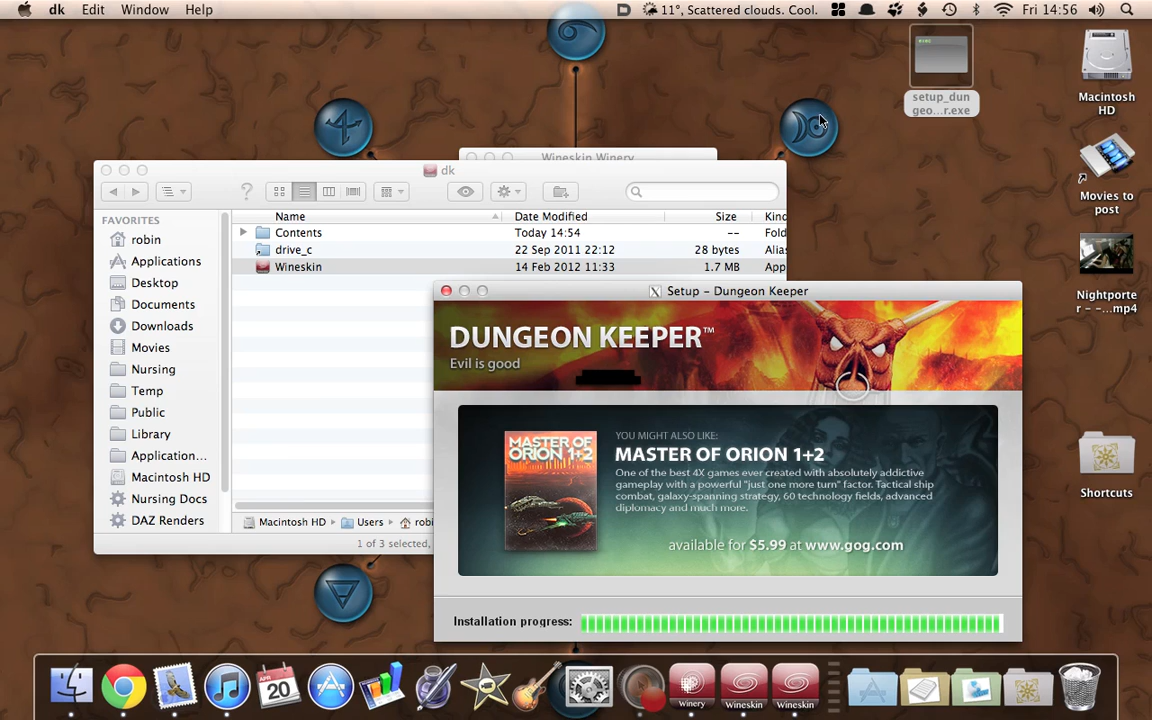 dk Edit Window Help
11°, Scattered clouds. Cool.
Fri 14:56
setup_dun
geo...r.exe
Macintosh
HD
Movies to
post
Nightporte
r - -...mp4
Shortcuts
Wineskin Winery
dk
FAVORITES
robin
Applications
Desktop
Documents
Downloads
Movies
Nursing
Temp
Public
Library
Application...
Macintosh HD
Nursing Docs
DAZ Renders
Name Date Modified Size Kind
Contents Today 14:54 -- Fold
drive_c 22 Sep 2011 22:12 28 bytes Alias
Wineskin 14 Feb 2012 11:33 1.7 MB App
Macintosh HD Users robi
1 of 3 selected,
Setup - Dungeon Keeper
DUNGEON KEEPER™
Evil is good
MASTER OF
ORION 1+2
YOU MIGHT ALSO LIKE:
MASTER OF ORION 1+2
One of the best 4X games ever created with absolutely addictive
gameplay with a powerful "just one more turn" factor. Tactical ship
combat, galaxy-spanning strategy, 60 technology fields, advanced
diplomacy and much more.
available for $5.99 at www.gog.com
Installation progress:
APR
20
Winery
Wineskin
Wineskin